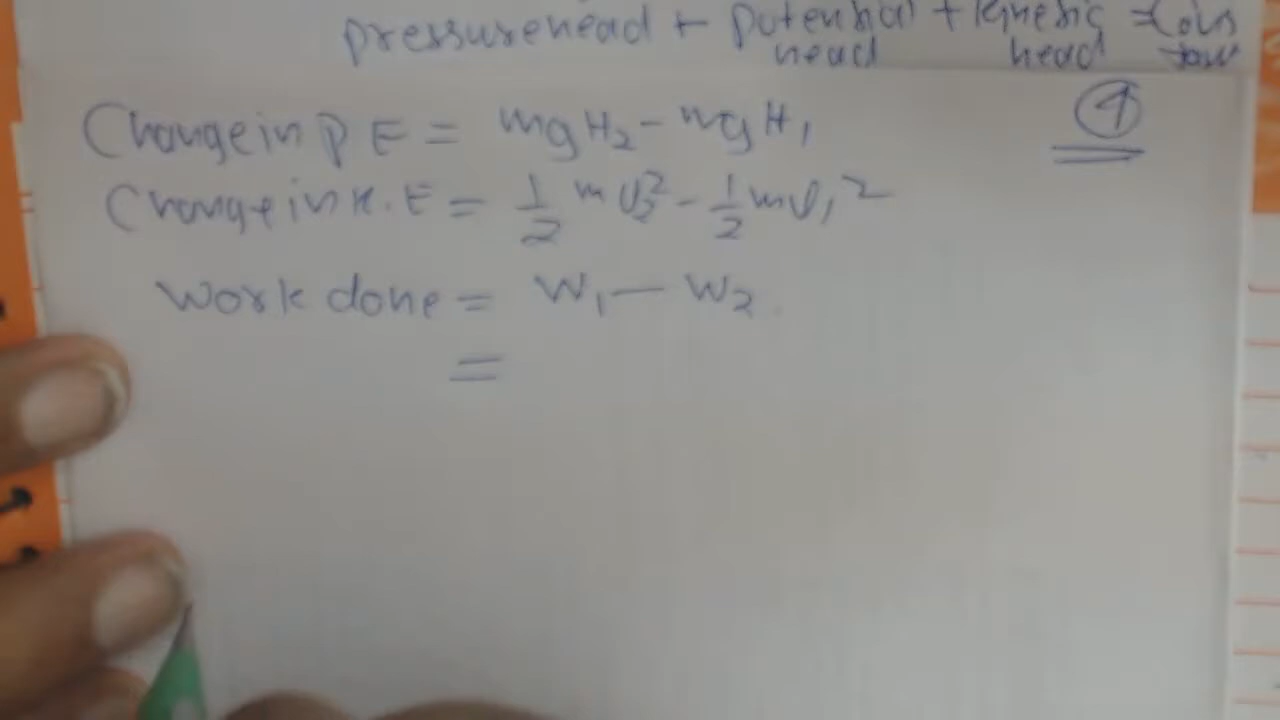 pressurehead + potential + kinetic = Cons
head head tant
④
Change in P E = mgH₂ - mgH₁
Change in K.E = 1/2 mv₂² - 1/2 mv₁²
Work done = W₁ - W₂
=